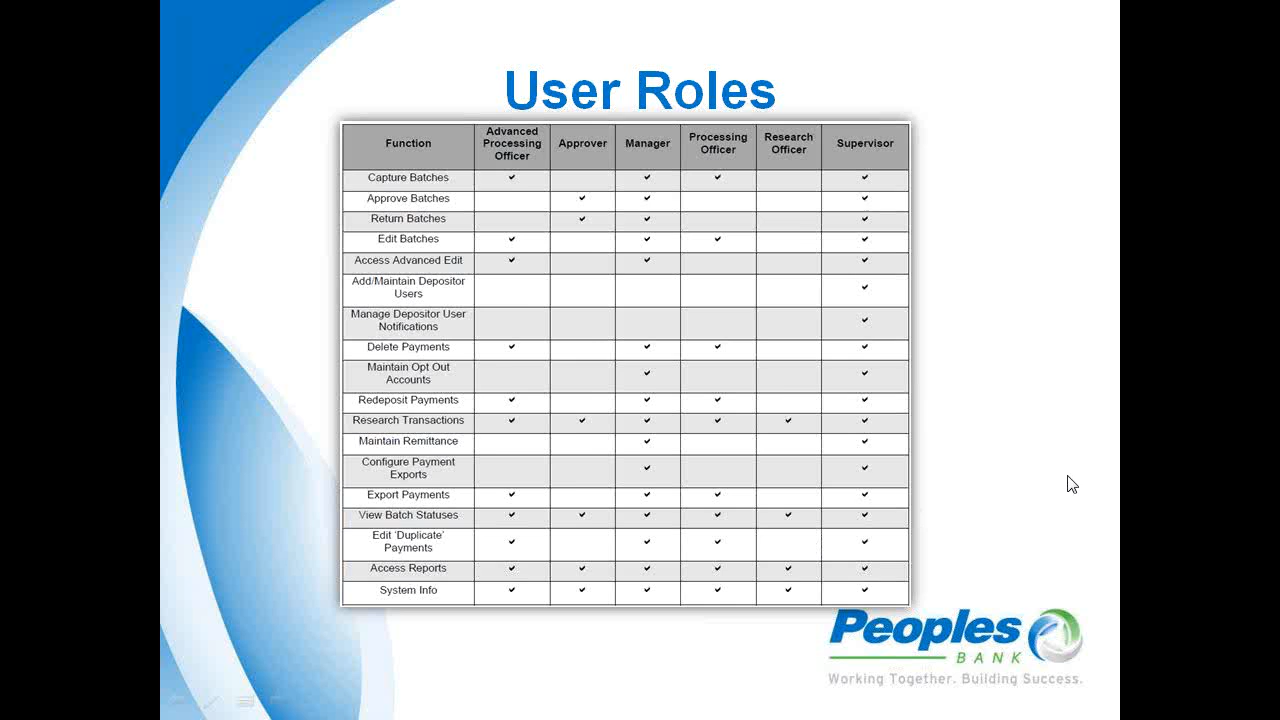 User Roles
Function Advanced Processing Officer Approver Manager Processing Officer Research Officer Supervisor
Capture Batches ✓ ✓ ✓ ✓
Approve Batches ✓ ✓ ✓
Return Batches ✓ ✓ ✓
Edit Batches ✓ ✓ ✓ ✓
Access Advanced Edit ✓ ✓ ✓
Add/Maintain Depositor
Users ✓
Manage Depositor User
Notifications ✓
Delete Payments ✓ ✓ ✓ ✓
Maintain Opt Out
Accounts ✓ ✓
Redeposit Payments ✓ ✓ ✓ ✓
Research Transactions ✓ ✓ ✓ ✓ ✓ ✓
Maintain Remittance ✓ ✓
Configure Payment
Exports ✓ ✓
Export Payments ✓ ✓ ✓ ✓
View Batch Statuses ✓ ✓ ✓ ✓ ✓ ✓
Edit 'Duplicate'
Payments ✓ ✓ ✓ ✓
Access Reports ✓ ✓ ✓ ✓ ✓ ✓
System Info ✓ ✓ ✓ ✓ ✓ ✓
Peoples
BANK
Working Together. Building Success.